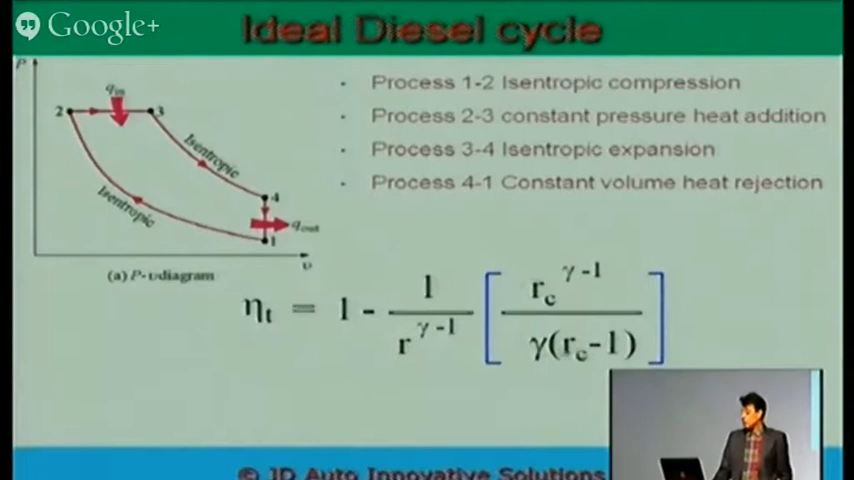 Google+
Ideal Diesel cycle
P
q_in
2
3
Isentropic
4
Isentropic
q_out
1
υ
(a) P-υ diagram
· Process 1-2 Isentropic compression
· Process 2-3 constant pressure heat addition
· Process 3-4 Isentropic expansion
· Process 4-1 Constant volume heat rejection
η_t = 1 - 1 / r^(γ-1) [ r_c^(γ-1) / γ(r_c-1) ]
© JD Auto Innovative Solutions